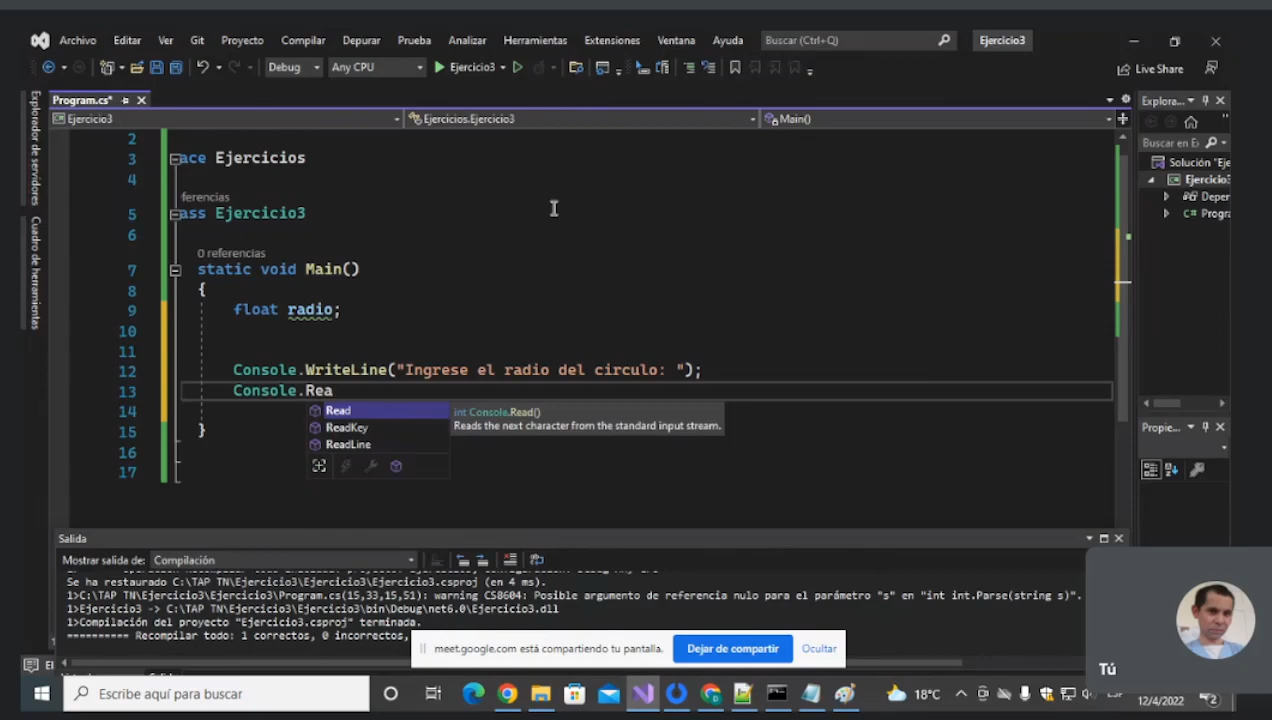 Archivo Editar Ver Git Proyecto Compilar Depurar Prueba Analizar Herramientas Extensiones Ventana Ayuda Buscar (Ctrl+Q) Ejercicio3
Debug Any CPU Ejercicio3 Live Share
Explorador de servidores
Cuadro de herramientas
Program.cs*
Ejercicio3 Ejercicios.Ejercicio3 Main()
2
3 ace Ejercicios
4
ferencias
5 ass Ejercicio3
6
0 referencias
7 static void Main()
8 {
9 float radio;
10
11
12 Console.WriteLine("Ingrese el radio del circulo: ");
13 Console.Rea
14
15 }
16
17
Read
ReadKey
ReadLine
int Console.Read()
Reads the next character from the standard input stream.
Explora...
Buscar en E
Solución "Eje
Ejercicio3
Depen
Progra
Propie...
Salida
Mostrar salida de: Compilación
Se ha restaurado C:\TAP TN\Ejercicio3\Ejercicio3\Ejercicio3.csproj (en 4 ms).
1>C:\TAP TN\Ejercicio3\Ejercicio3\Program.cs(15,33,15,51): warning CS8604: Posible argumento de referencia nulo para el parámetro "s" en "int int.Parse(string s)".
1>Ejercicio3 -> C:\TAP TN\Ejercicio3\Ejercicio3\bin\Debug\net6.0\Ejercicio3.dll
1>Compilación del proyecto "Ejercicio3.csproj" terminada.
========== Recompilar todo: 1 correctos, 0 incorrectos,
meet.google.com está compartiendo tu pantalla. Dejar de compartir Ocultar
Tú
Escribe aquí para buscar
18°C
12/4/2022
2